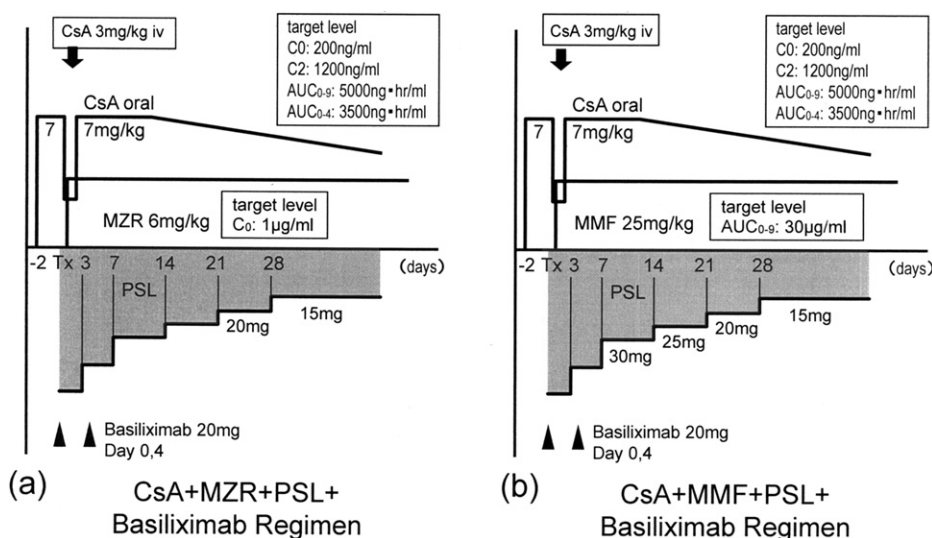 CsA 3mg/kg iv
target level
C0: 200ng/ml
C2: 1200ng/ml
AUC0-9: 5000ng▪hr/ml
AUC0-4: 3500ng▪hr/ml
CsA oral
7
7mg/kg
MZR 6mg/kg
target level
C0: 1µg/ml
-2 Tx 3 7 14 21 28 (days)
PSL
20mg
15mg
Basiliximab 20mg
Day 0,4
(a)
CsA+MZR+PSL+
Basiliximab Regimen
CsA 3mg/kg iv
target level
C0: 200ng/ml
C2: 1200ng/ml
AUC0-9: 5000ng▪hr/ml
AUC0-4: 3500ng▪hr/ml
CsA oral
7
7mg/kg
MMF 25mg/kg
target level
AUC0-9: 30µg/ml
-2 Tx 3 7 14 21 28 (days)
PSL
30mg
25mg
20mg
15mg
Basiliximab 20mg
Day 0,4
(b)
CsA+MMF+PSL+
Basiliximab Regimen